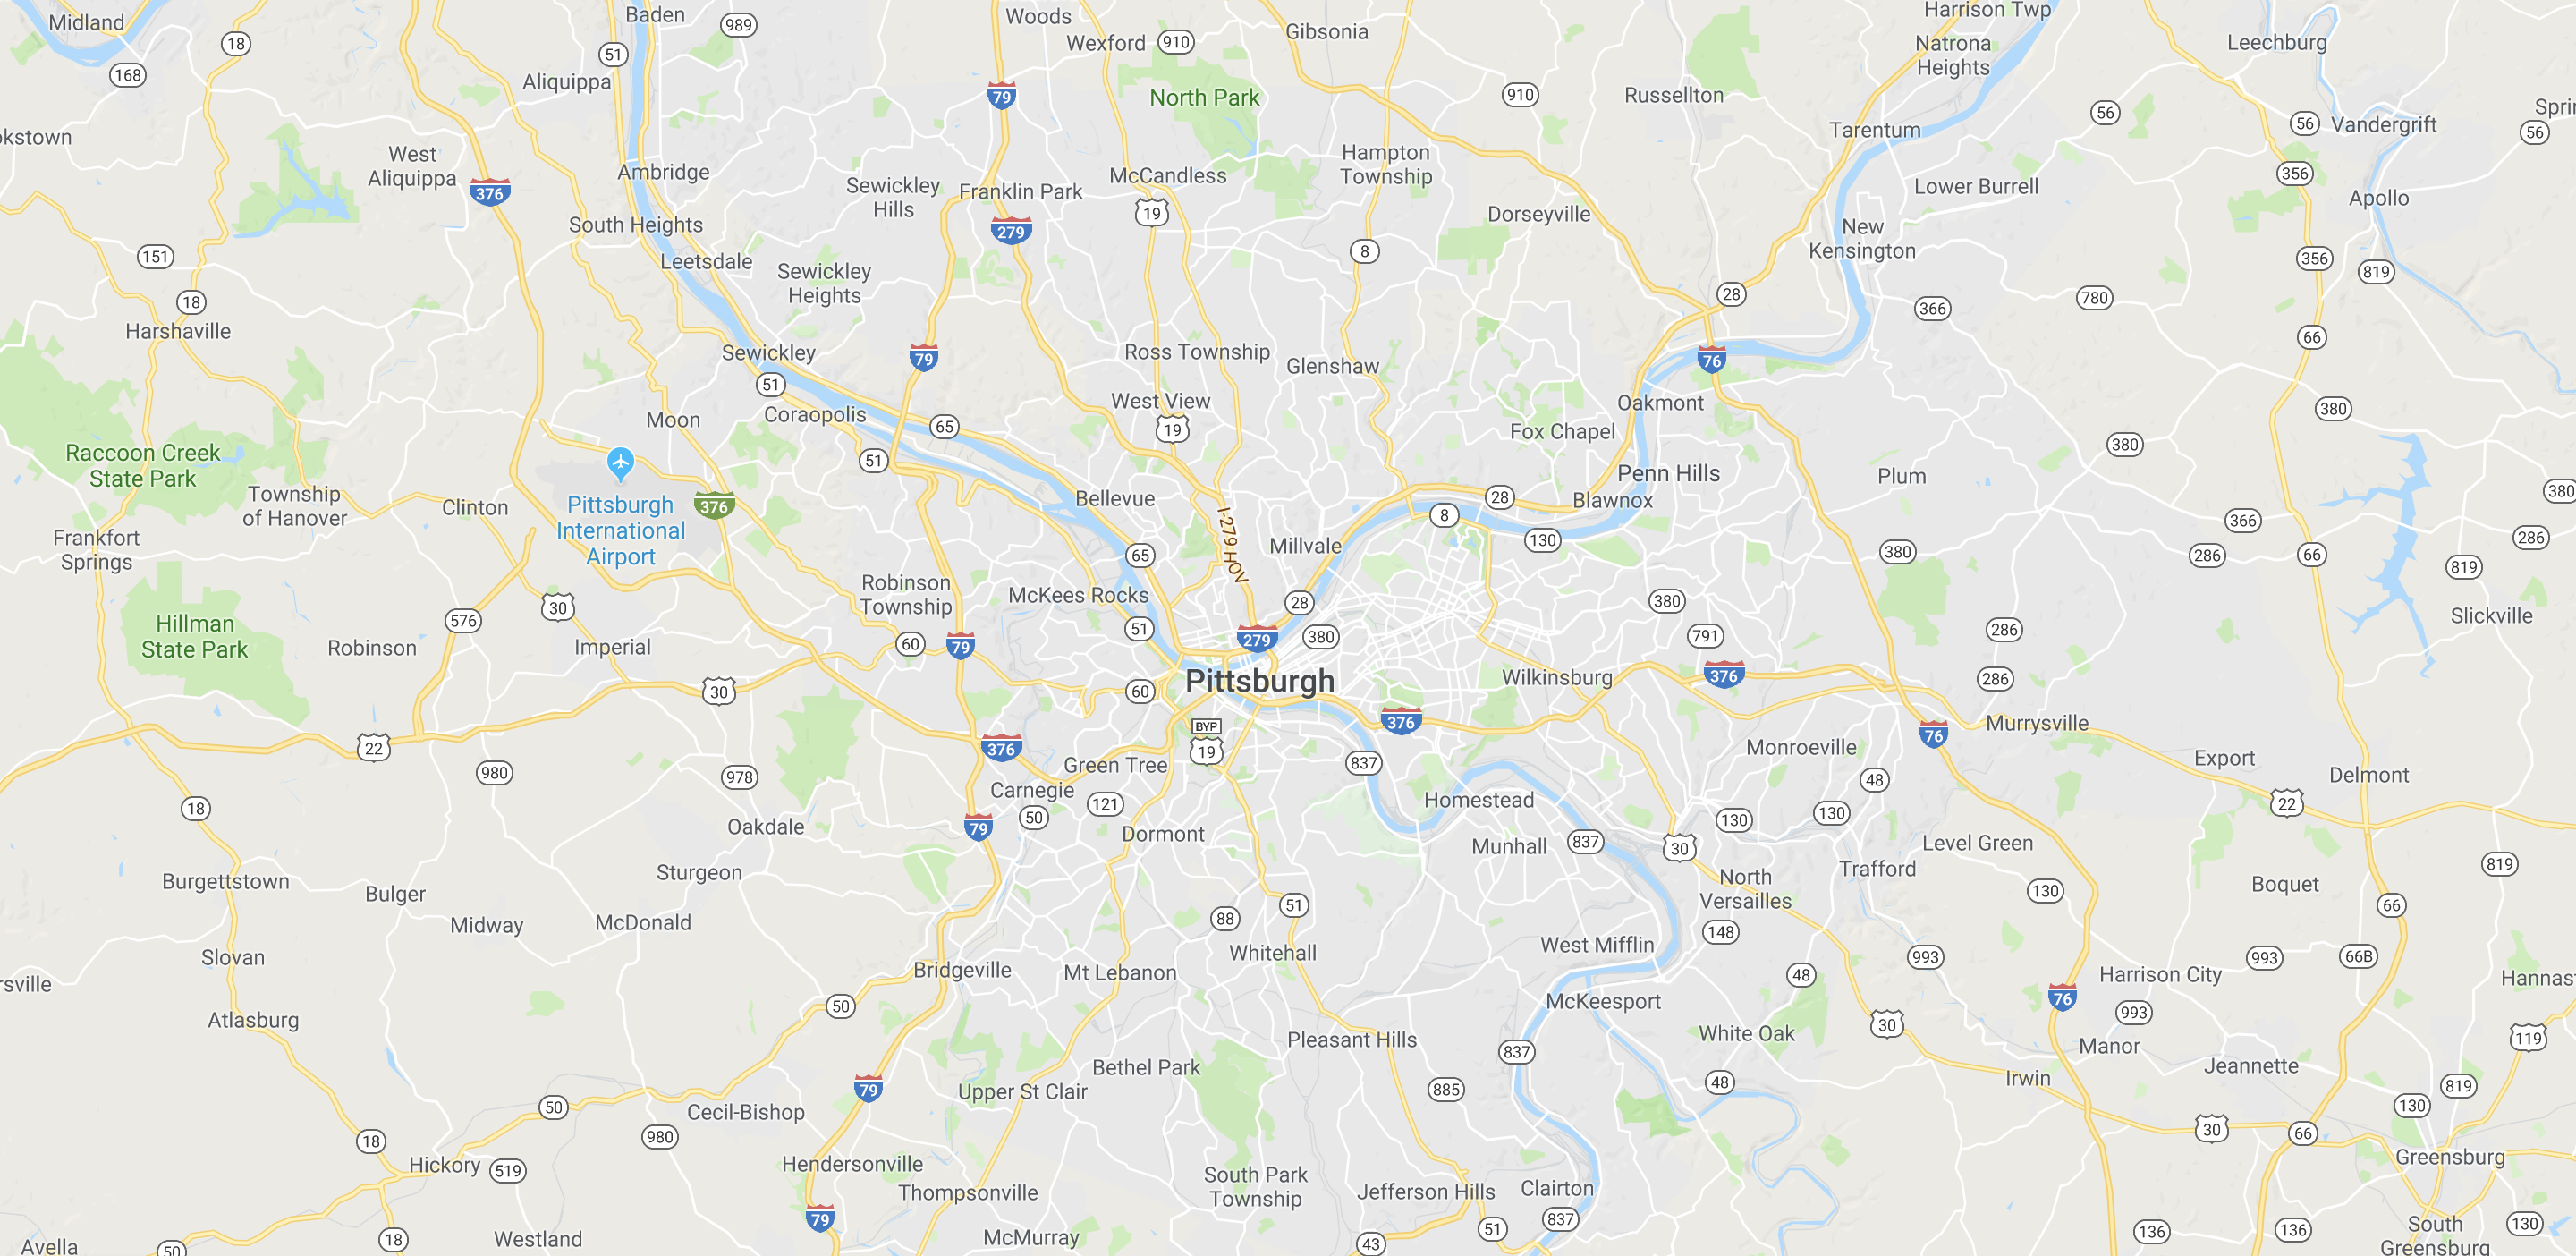 Midland
Baden
989
Woods
Wexford
910
Gibsonia
Harrison Twp
Leechburg
18
51
168
Aliquippa
79
North Park
910
Russellton
Natrona
Heights
56
56
Vandergrift
Sprin
56
kstown
West
Aliquippa
376
Ambridge
Sewickley
Hills
Franklin Park
McCandless
Hampton
Township
Tarentum
Lower Burrell
356
Apollo
South Heights
279
19
Dorseyville
New
Kensington
151
Leetsdale
Sewickley
Heights
8
356
819
18
Harshaville
28
366
780
66
Sewickley
79
Ross Township
Glenshaw
76
51
Coraopolis
65
West View
19
Oakmont
380
Moon
Fox Chapel
380
Raccoon Creek
State Park
51
Penn Hills
Plum
Township
of Hanover
Clinton
Pittsburgh
International
Airport
376
Bellevue
28
Blawnox
380
Frankfort
Springs
I-279 HOV
8
130
366
286
65
Millvale
380
286
66
819
Robinson
Township
McKees Rocks
28
380
Hillman
State Park
576
30
51
279
380
791
286
Slickville
Robinson
Imperial
60
79
30
60
Pittsburgh
Wilkinsburg
376
286
22
376
BYP
19
376
837
Monroeville
76
Murrysville
980
978
Green Tree
Carnegie
121
50
Homestead
48
Export
Delmont
18
Oakdale
79
Dormont
Munhall
837
30
130
130
Level Green
22
Burgettstown
Sturgeon
North
Versailles
Trafford
130
Boquet
819
Bulger
Midway
McDonald
88
51
148
66
Slovan
Bridgeville
Mt Lebanon
Whitehall
West Mifflin
48
993
993
66B
rsville
50
McKeesport
Harrison City
Hannas
Atlasburg
Pleasant Hills
White Oak
30
76
993
119
79
Upper St Clair
Bethel Park
837
Manor
Jeannette
50
Cecil-Bishop
885
48
Irwin
819
130
18
980
30
66
Hickory
519
Hendersonville
South Park
Township
Greensburg
Thompsonville
Jefferson Hills
Clairton
79
McMurray
51
837
Avella
50
18
Westland
43
136
136
South
Greensburg
130